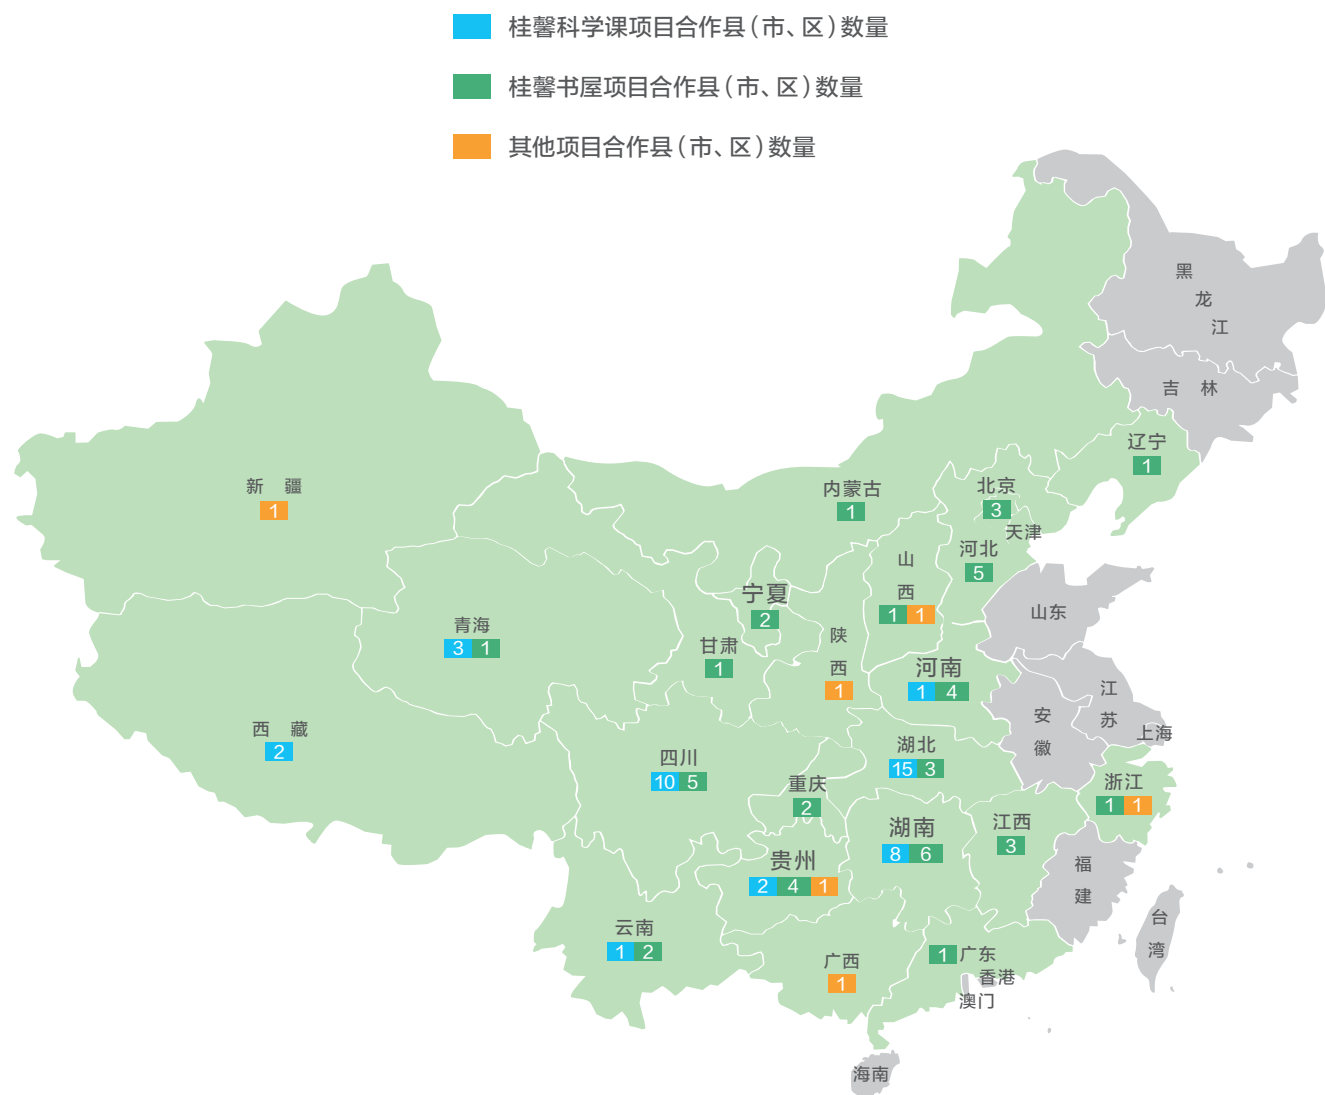 桂馨科学课项目合作县（市、区）数量
桂馨书屋项目合作县（市、区）数量
其他项目合作县（市、区）数量
黑龙江
吉 林
辽宁
1
新 疆
1
内蒙古
1
北京
3
天津
河北
5
山西
1 1
山东
宁夏
2
青海
3 1
甘肃
1
陕西
1
河南
1 4
江苏
安徽
上海
西 藏
2
四川
10 5
湖北
15 3
重庆
2
浙江
1 1
湖南
8 6
江西
3
贵州
2 4 1
福建
台湾
云南
1 2
广西
1
1 广东
香港
澳门
海南